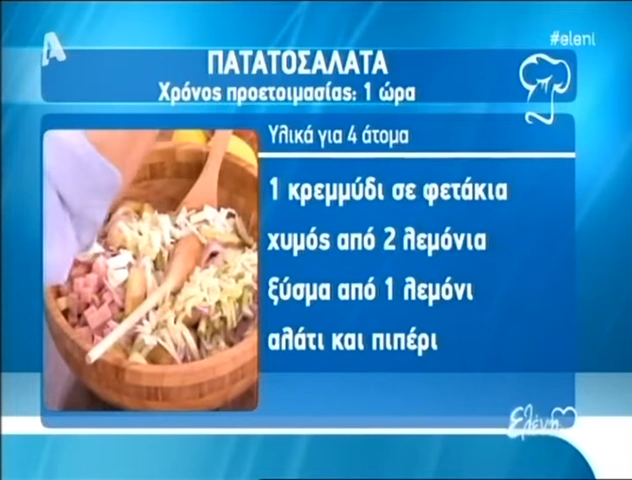 A
#eleni
ΠΑΤΑΤΟΣΑΛΑΤΑ
Χρόνος προετοιμασίας: 1 ώρα
Υλικά για 4 άτομα
1 κρεμμύδι σε φετάκια
χυμός από 2 λεμόνια
ξύσμα από 1 λεμόνι
αλάτι και πιπέρι
Ελένη